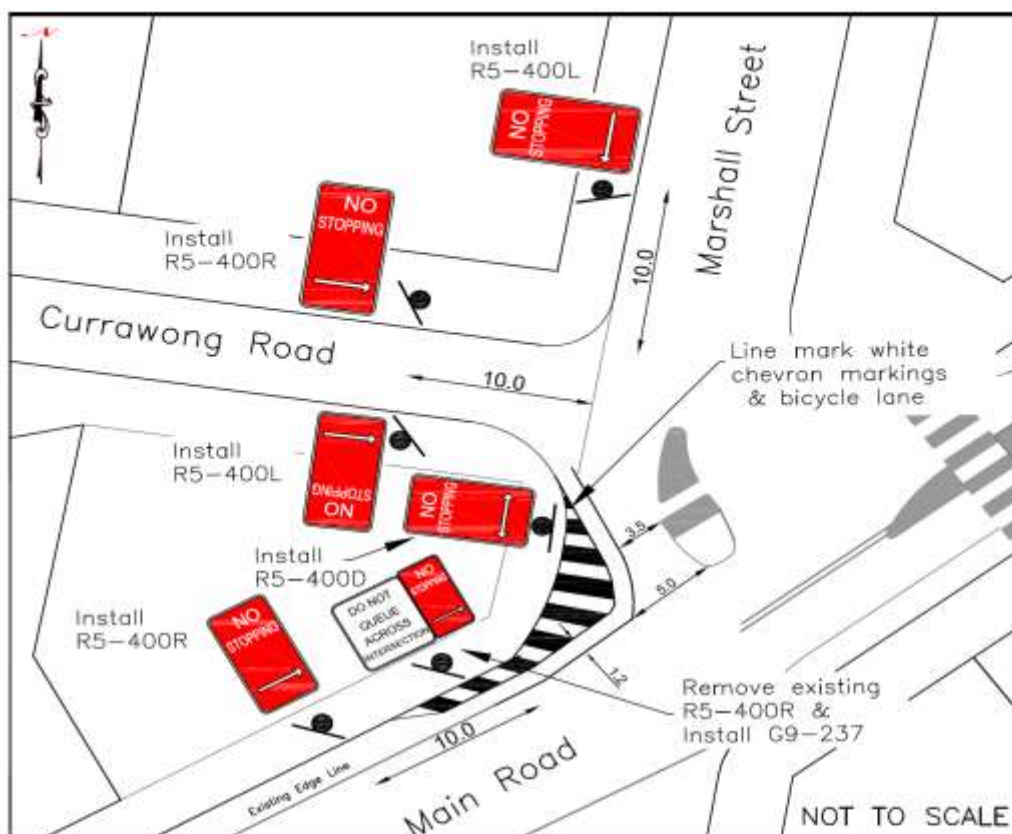 Install
R5-400L
NO
STOPPING
Marshall Street
NO
STOPPING
Install
R5-400R
10.0
Currawong Road
10.0
Line mark white
chevron markings
& bicycle lane
Install
R5-400L
NO
STOPPING
NO
STOPPING
3.5
Install
R5-400D
5.0
NO
STOPPING
DO NOT
QUEUE
ACROSS
INTERSECTION
Install
R5-400R
NO
STOPPING
1.2
Remove existing
R5-400R &
Install G9-237
10.0
Existing Edge Line
Main Road
NOT TO SCALE